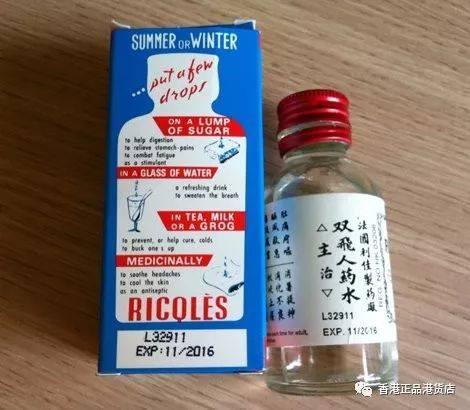 SUMMER OR WINTER
...put a few
drops
ON A LUMP
OF SUGAR
to help digestion
to relieve stomach-pains
to combat fatigue
as a stimulant
IN A GLASS OF WATER
a refreshing drink
to sweeten the breath
IN TEA, MILK
OR A GROG
to prevent, or help cure, colds
to buck one s up
MEDICINALLY
to soothe headaches
to cool the skin
as an antiseptic
RICQLÈS
L32911
EXP: 11/2016
法國利佳製药廠
双飛人药水
△主治▽
L32911
EXP. 11/2016
香港正品港货店